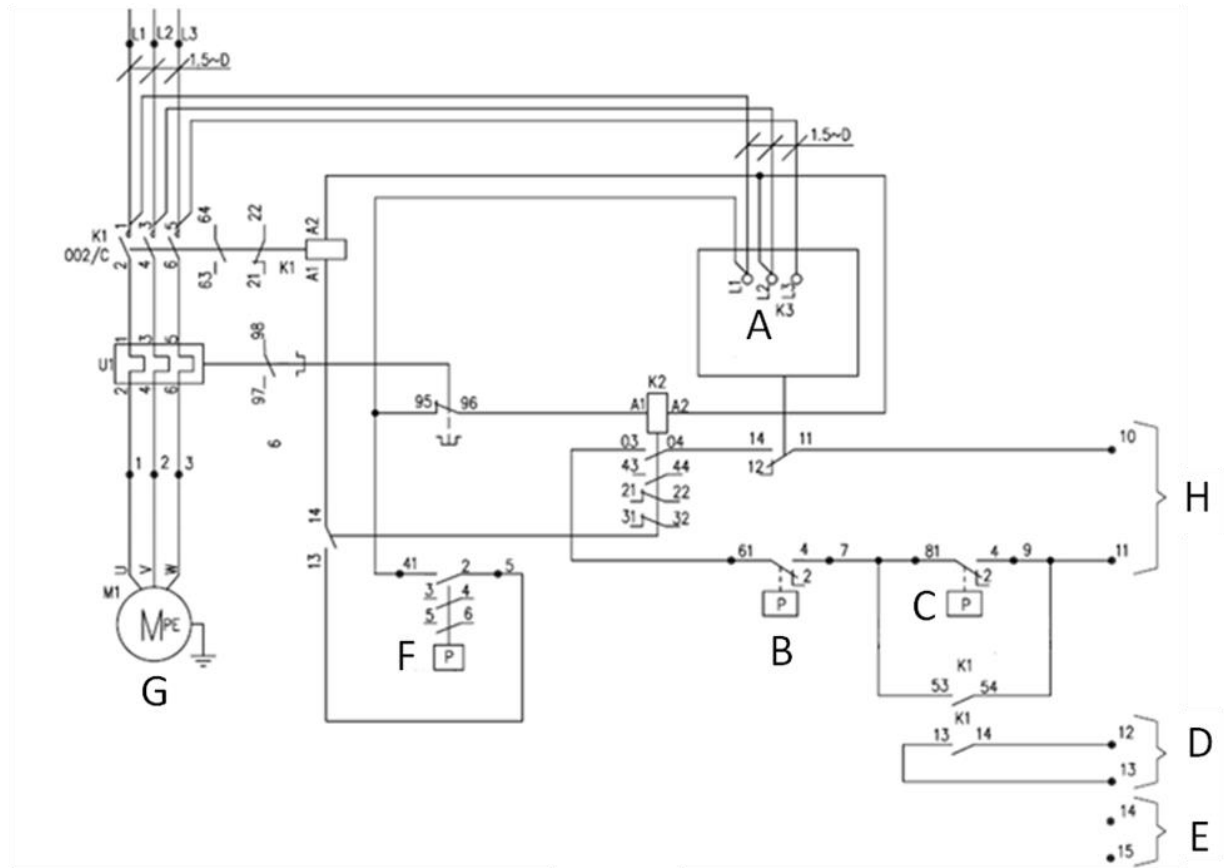 L1 L2 L3
1.5~D
1.5~D
64 22 A2
1 3 5
K1
002/C
2 4 6
63 21 K1 A1
L1 L2 L3
K3
A
1 3 5
98
U1
2 4 6
97
6
K2
95 96 A1 A2
03 04 14 11 10
43 44 12
21 22
31 32
H
1 2 3
14
13
61 4 7 81 4 9 11
2 2
P P
B C
41 2 5
3 4
5 6
F P
U V W
M1
M PE
G
K1
53 54
K1
13 14 12
D
13
14
E
15